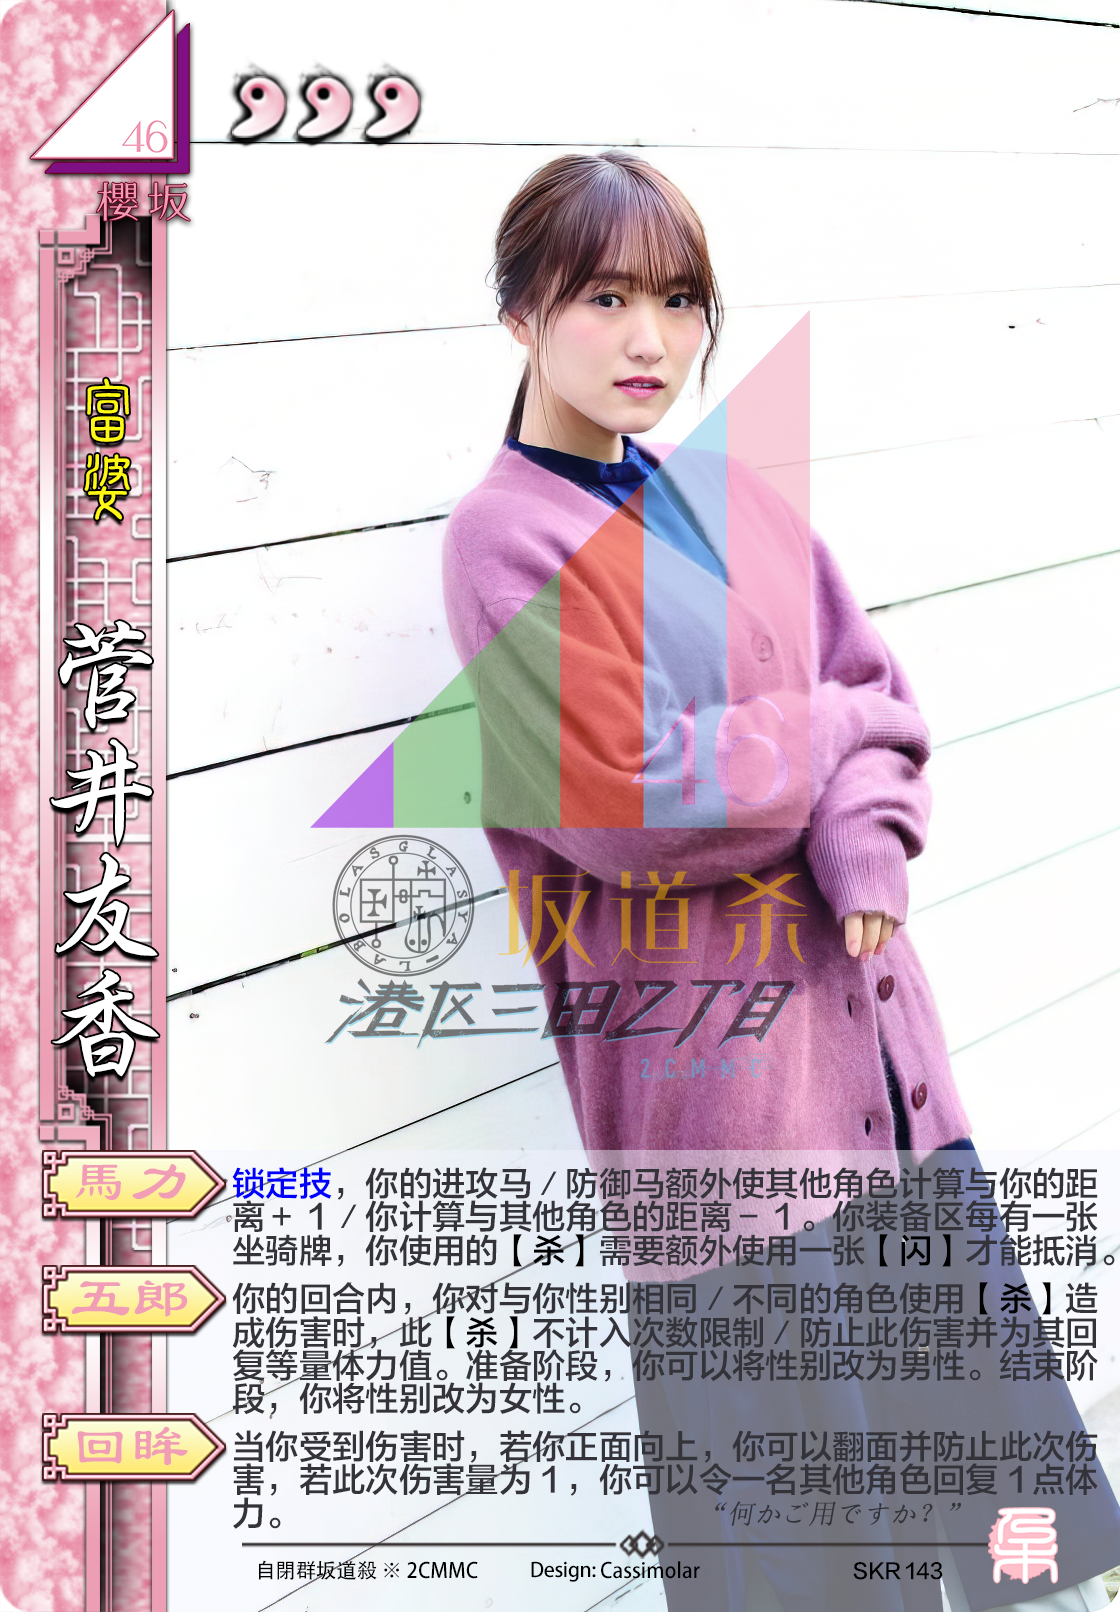 46
櫻坂
富婆
菅井友香
46
GLASYA LABOLAS
坂道杀
港区三田2丁目
2CMMC
馬力
锁定技，你的进攻马／防御马额外使其他角色计算与你的距
离＋１／你计算与其他角色的距离－１。你装备区每有一张
坐骑牌，你使用的【杀】需要额外使用一张【闪】才能抵消。
五郎
你的回合内，你对与你性别相同／不同的角色使用【杀】造
成伤害时，此【杀】不计入次数限制／防止此伤害并为其回
复等量体力值。准备阶段，你可以将性别改为男性。结束阶
段，你将性别改为女性。
回眸
当你受到伤害时，若你正面向上，你可以翻面并防止此次伤
害，若此次伤害量为１，你可以令一名其他角色回复１点体
力。
“何かご用ですか？”
自閉群坂道殺 ※ 2CMMC Design: Cassimolar SKR 143